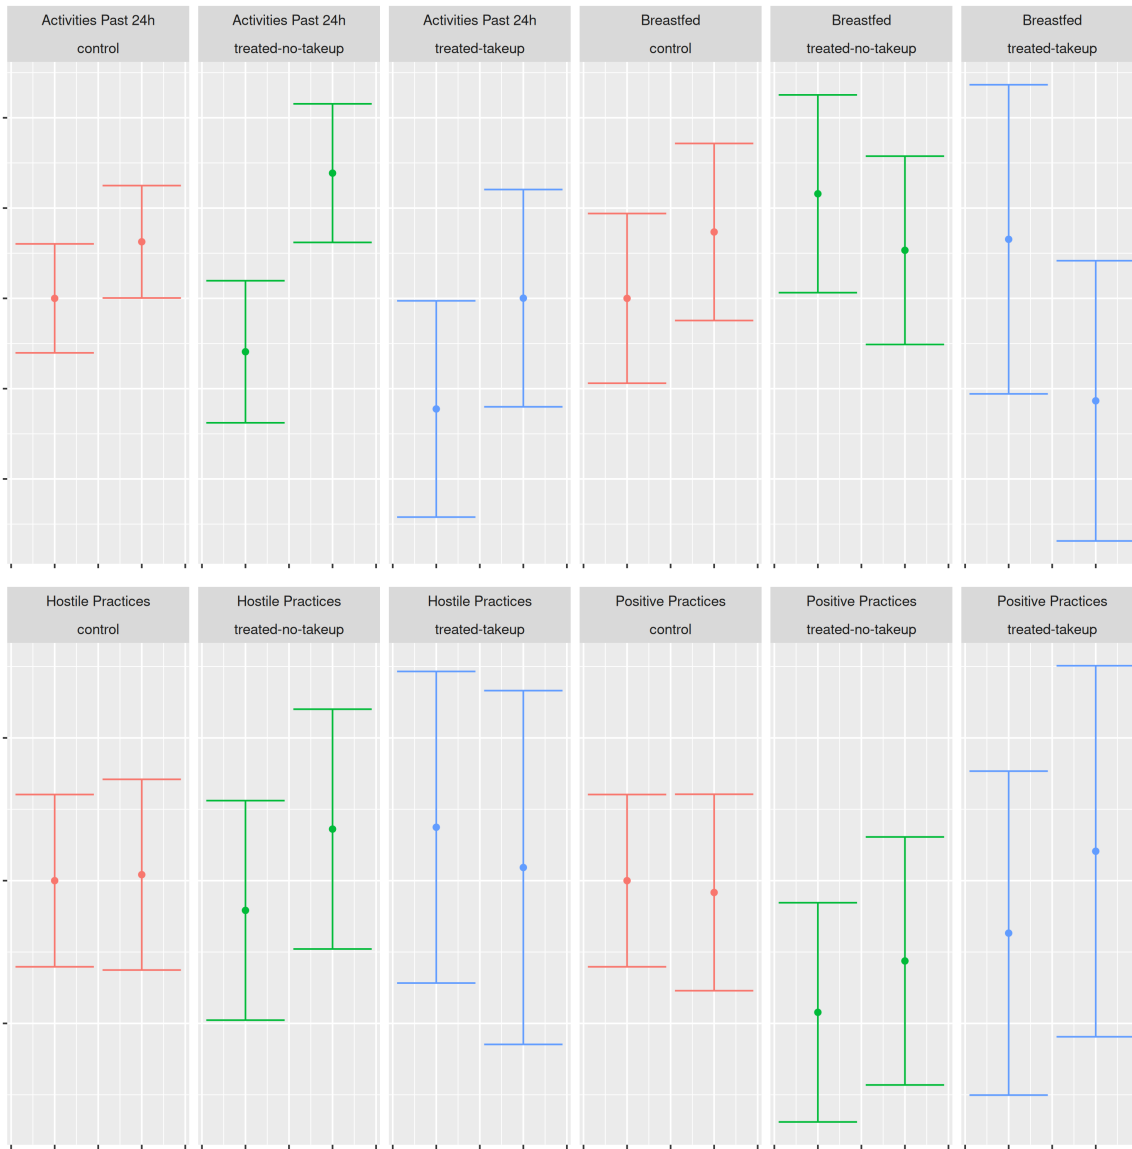 Activities Past 24h
control
Activities Past 24h
treated-no-takeup
Activities Past 24h
treated-takeup
Breastfed
control
Breastfed
treated-no-takeup
Breastfed
treated-takeup
Hostile Practices
control
Hostile Practices
treated-no-takeup
Hostile Practices
treated-takeup
Positive Practices
control
Positive Practices
treated-no-takeup
Positive Practices
treated-takeup